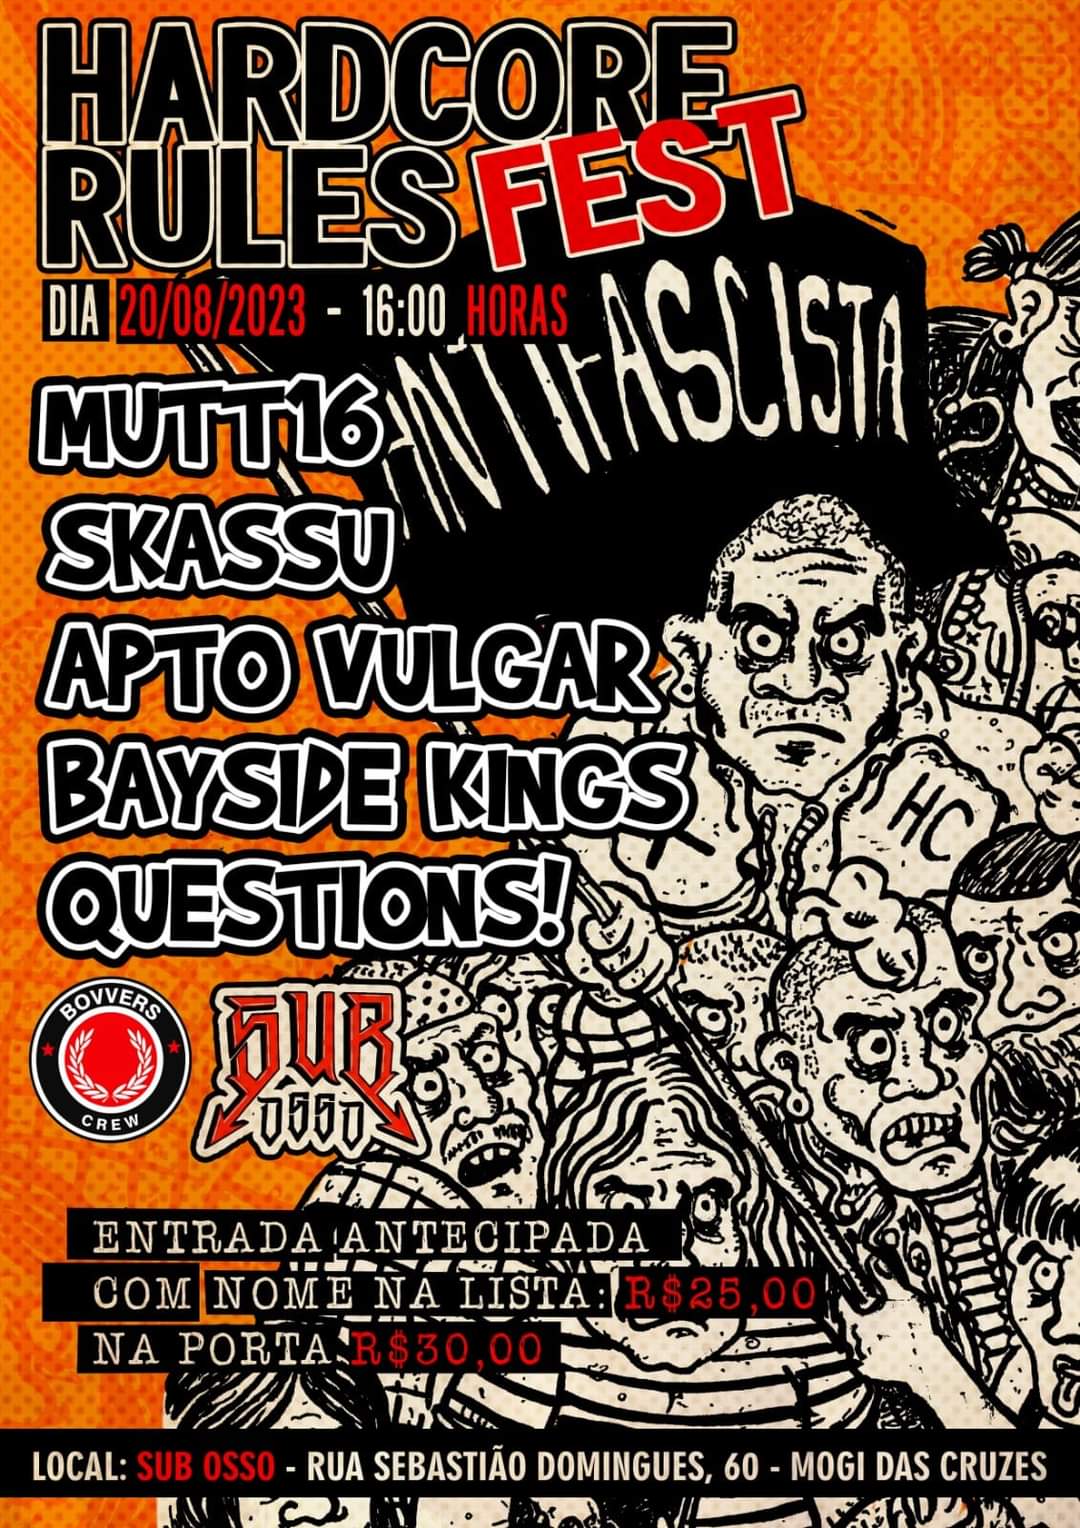 HARDCORE
RULES FEST
DIA 20/08/2023 - 16:00 HORAS
ANTIFASCISTA
MUTT16
SKASSU
APTO VULGAR
BAYSIDE KINGS
QUESTIONS!
HC
BOVVERS
CREW
SUB
OSSO
ENTRADA ANTECIPADA
COM NOME NA LISTA: R$25,00
NA PORTA R$30,00
LOCAL: SUB OSSO - RUA SEBASTIÃO DOMINGUES, 60 - MOGI DAS CRUZES